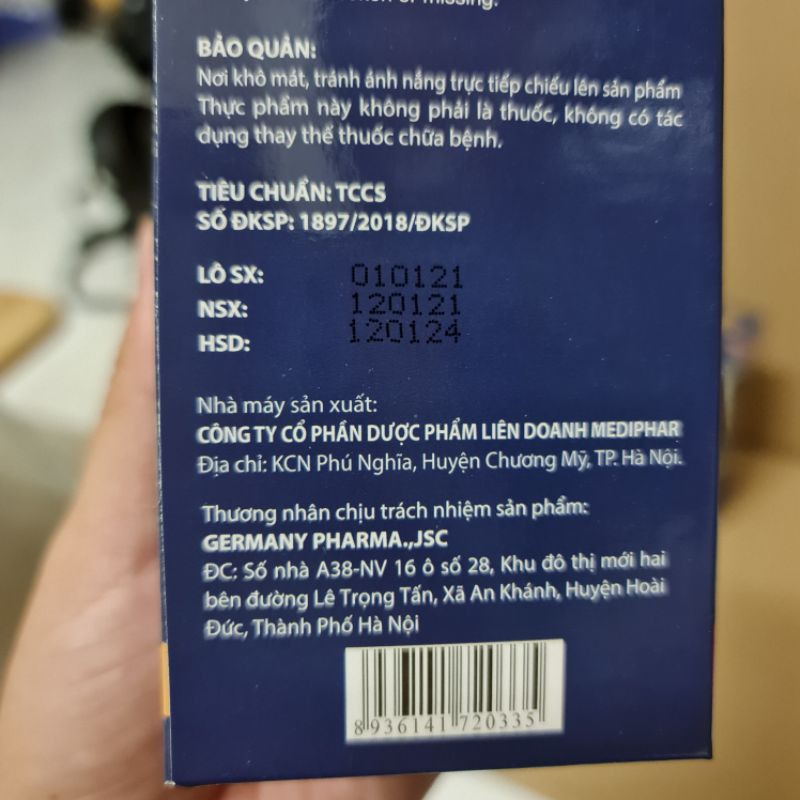 missing.
BẢO QUẢN:
Nơi khô mát, tránh ánh nắng trực tiếp chiếu lên sản phẩm
Thực phẩm này không phải là thuốc, không có tác
dụng thay thế thuốc chữa bệnh.
TIÊU CHUẨN: TCCS
SỐ ĐKSP: 1897/2018/ĐKSP
LÔ SX: 010121
NSX: 120121
HSD: 120124
Nhà máy sản xuất:
CÔNG TY CỔ PHẦN DƯỢC PHẨM LIÊN DOANH MEDIPHAR
Địa chỉ: KCN Phú Nghĩa, Huyện Chương Mỹ, TP. Hà Nội.
Thương nhân chịu trách nhiệm sản phẩm:
GERMANY PHARMA.,JSC
ĐC: Số nhà A38-NV 16 ô số 28, Khu đô thị mới hai
bên đường Lê Trọng Tấn, Xã An Khánh, Huyện Hoài
Đức, Thành Phố Hà Nội
8 936141 720335